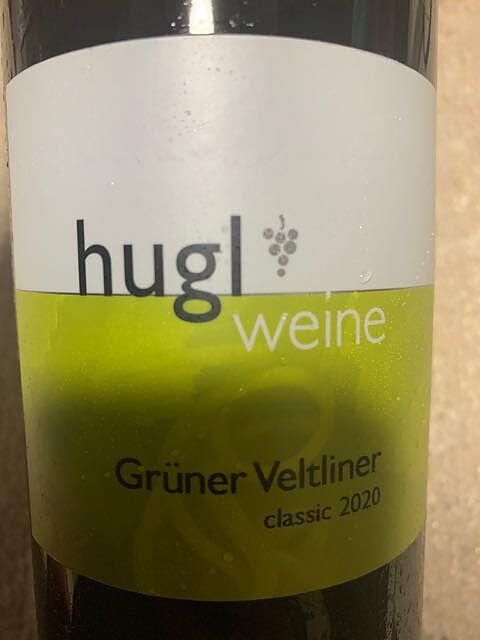 hugl
weine
Grüner Veltliner
classic 2020